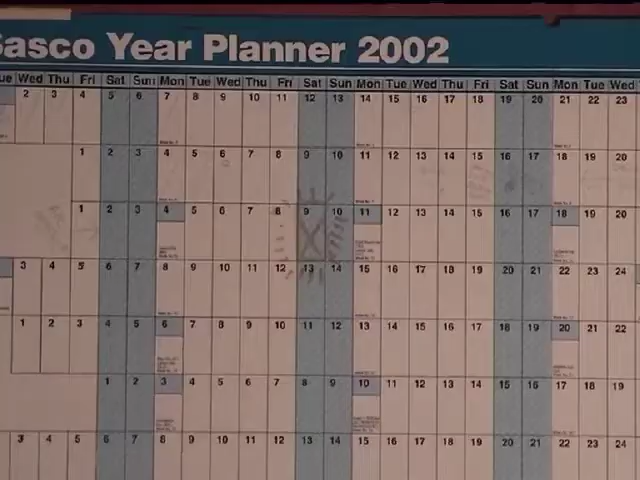 Sasco Year Planner 2002
ue Wed Thu Fri Sat Sun Mon Tue Wed Thu Fri Sat Sun Mon Tue Wed Thu Fri Sat Sun Mon Tue Wed
2 3 4 5 6 7 8 9 10 11 12 13 14 15 16 17 18 19 20 21 22 23
1 2 3 4 5 6 7 8 9 10 11 12 13 14 15 16 17 18 19 20
1 2 3 4 5 6 7 8 9 10 11 12 13 14 15 16 17 18 19 20
3 4 5 6 7 8 9 10 11 12 13 14 15 16 17 18 19 20 21 22 23 24
1 2 3 4 5 6 7 8 9 10 11 12 13 14 15 16 17 18 19 20 21 22
1 2 3 4 5 6 7 8 9 10 11 12 13 14 15 16 17 18 19
3 4 5 6 7 8 9 10 11 12 13 14 15 16 17 18 19 20 21 22 23 24